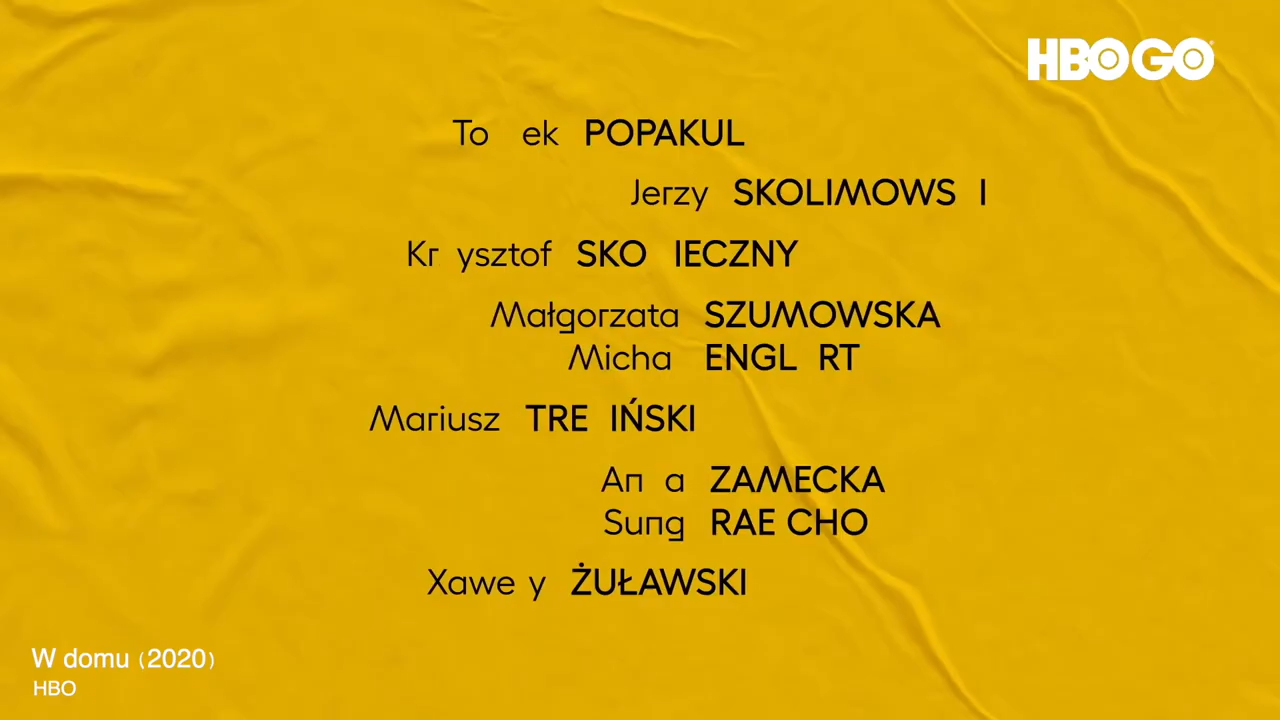 HBO GO
To ek POPAKUL
Jerzy SKOLIMOWS I
Kr ysztof SKO IECZNY
Małgorzata SZUMOWSKA
Micha ENGL RT
Mariusz TRE IŃSKI
An a ZAMECKA
Sung RAE CHO
Xawe y ŻUŁAWSKI
W domu (2020)
HBO